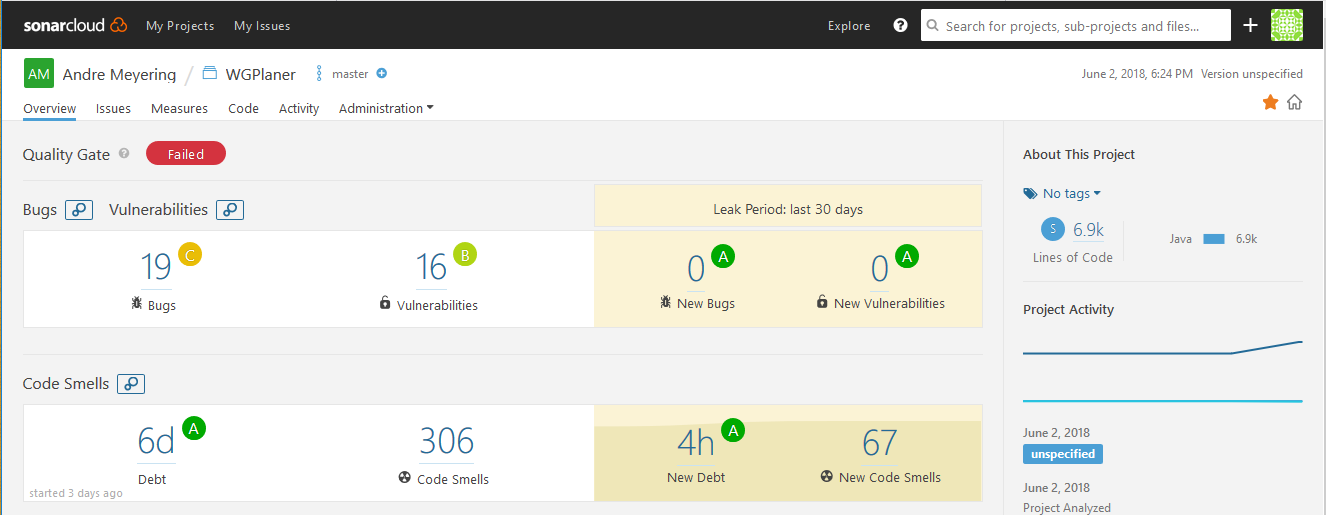 sonarcloud My Projects My Issues Explore ? Search for projects, sub-projects and files... +
AM Andre Meyering / WGPlaner master June 2, 2018, 6:24 PM Version unspecified
Overview Issues Measures Code Activity Administration
Quality Gate ? Failed
Bugs Vulnerabilities
Leak Period: last 30 days
19 C
Bugs
16 B
Vulnerabilities
0 A
New Bugs
0 A
New Vulnerabilities
Code Smells
6d A
Debt
started 3 days ago
306
Code Smells
4h A
New Debt
67
New Code Smells
About This Project
No tags
S 6.9k
Lines of Code
Java 6.9k
Project Activity
June 2, 2018
unspecified
June 2, 2018
Project Analyzed